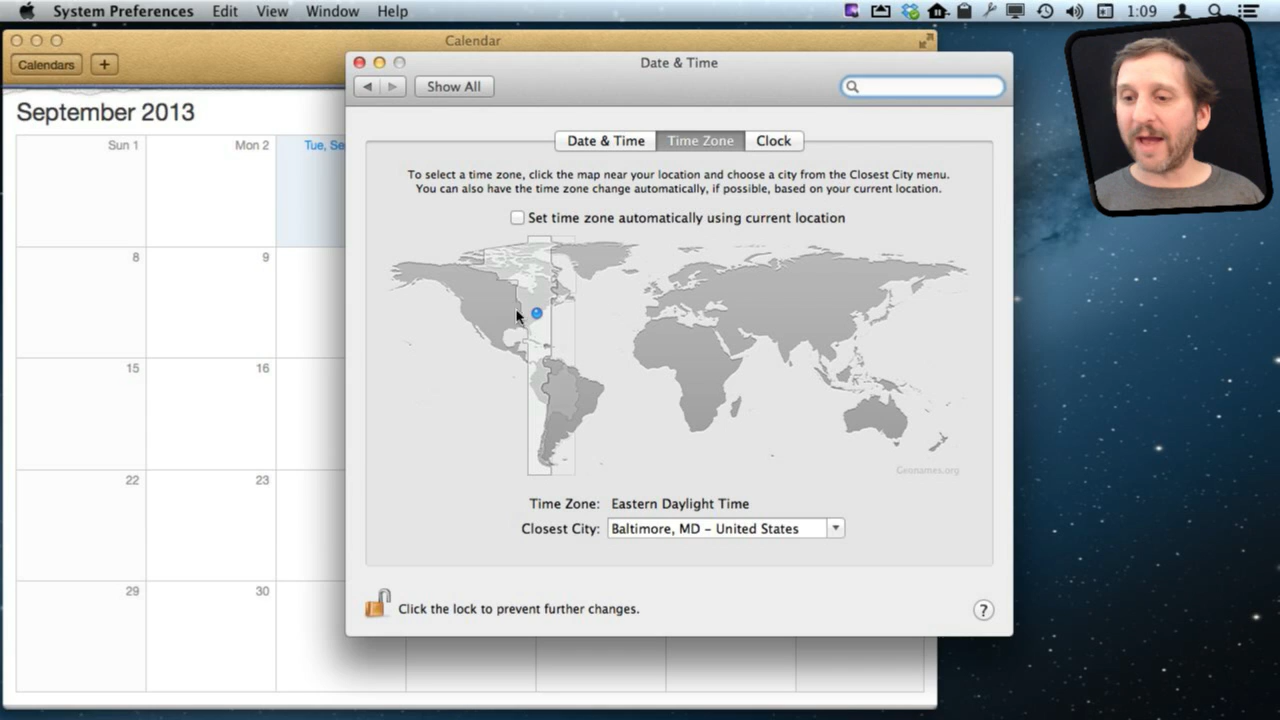 System Preferences Edit View Window Help 1:09
Calendar
Calendars +
September 2013
Sun 1 Mon 2 Tue, Se
8 9
15 16
22 23
29 30
Date & Time
Show All
Date & Time Time Zone Clock
To select a time zone, click the map near your location and choose a city from the Closest City menu.
You can also have the time zone change automatically, if possible, based on your current location.
Set time zone automatically using current location
Geonames.org
Time Zone: Eastern Daylight Time
Closest City: Baltimore, MD – United States
Click the lock to prevent further changes. ?